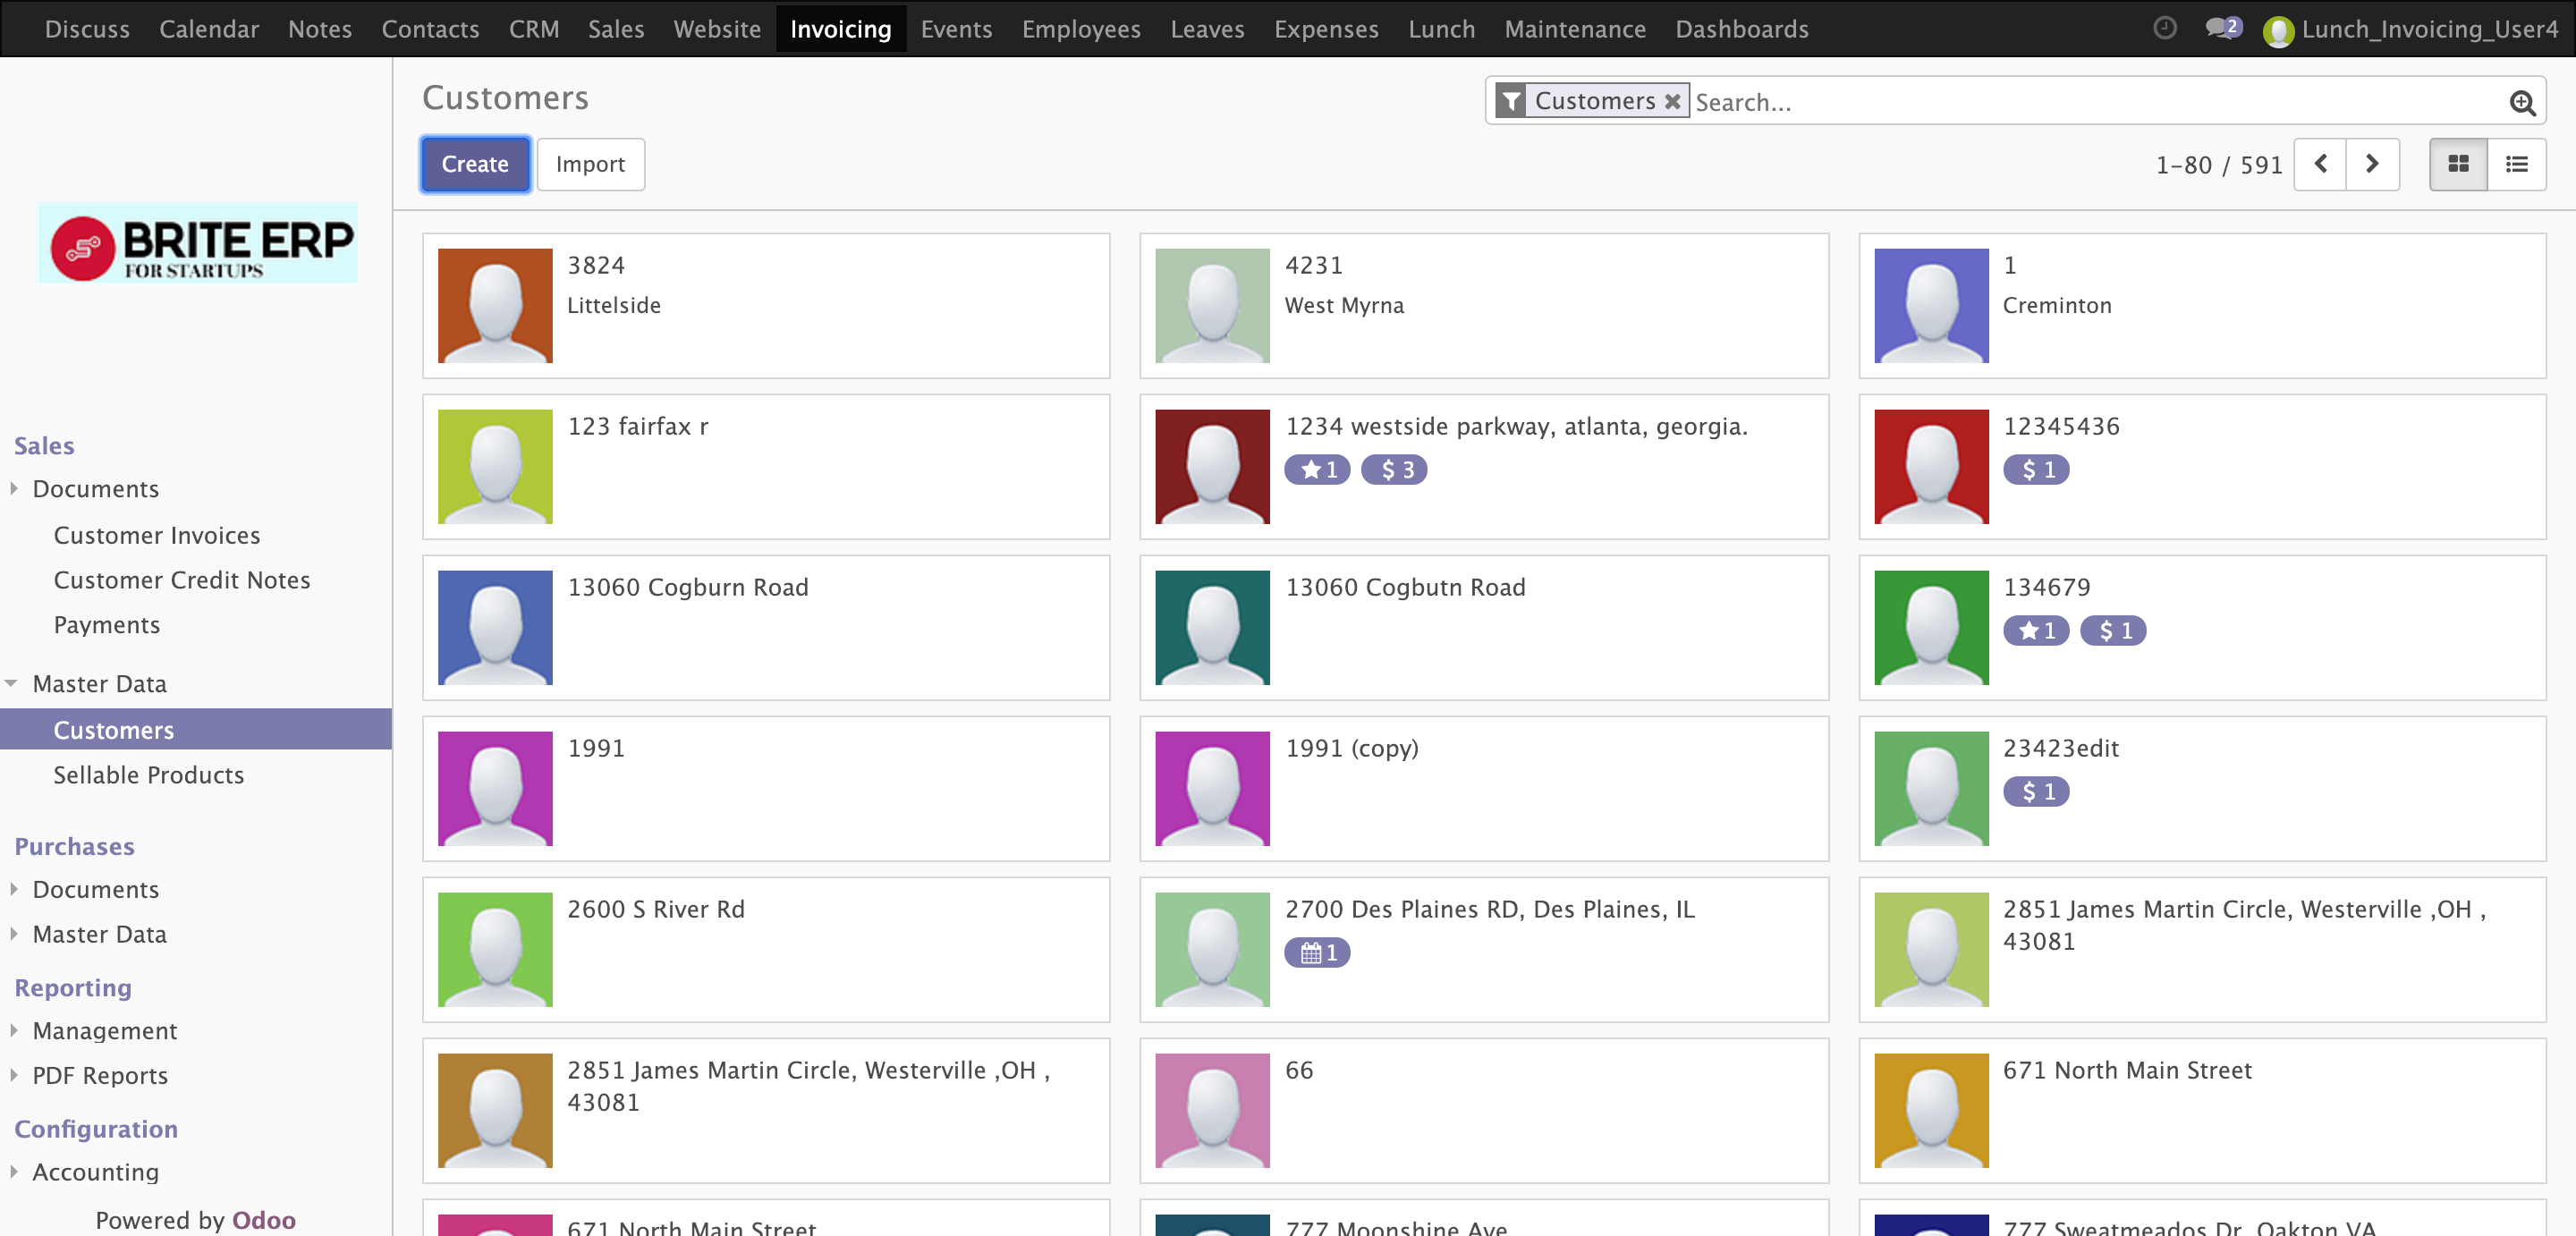 Discuss Calendar Notes Contacts CRM Sales Website Invoicing Events Employees Leaves Expenses Lunch Maintenance Dashboards 2 Lunch_Invoicing_User4
BRITE ERP
FOR STARTUPS
Sales
Documents
Customer Invoices
Customer Credit Notes
Payments
Master Data
Customers
Sellable Products
Purchases
Documents
Master Data
Reporting
Management
PDF Reports
Configuration
Accounting
Powered by Odoo
Customers
Customers Search...
Create Import
1-80 / 591
3824
Littelside
4231
West Myrna
1
Creminton
123 fairfax r
1234 westside parkway, atlanta, georgia.
1 $ 3
12345436
$ 1
13060 Cogburn Road
13060 Cogbutn Road
134679
1 $ 1
1991
1991 (copy)
23423edit
$ 1
2600 S River Rd
2700 Des Plaines RD, Des Plaines, IL
1
2851 James Martin Circle, Westerville ,OH ,
43081
2851 James Martin Circle, Westerville ,OH ,
43081
66
671 North Main Street
671 North Main Street
777 Moonshine Ave
777 Sweatmeados Dr, Oakton VA